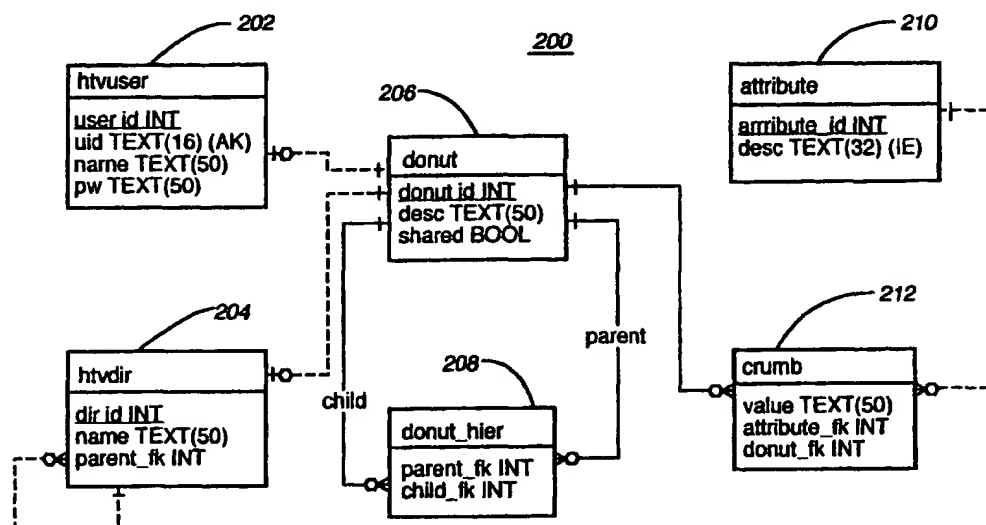 202
200
210
htvuser
user id INT
uid TEXT(16) (AK)
name TEXT(50)
pw TEXT(50)
206
donut
donut id INT
desc TEXT(50)
shared BOOL
attribute
arrribute_id INT
desc TEXT(32) (IE)
204
htvdir
dir id INT
name TEXT(50)
parent_fk INT
child
parent
208
donut_hier
parent_fk INT
child_fk INT
212
crumb
value TEXT(50)
attribute_fk INT
donut_fk INT